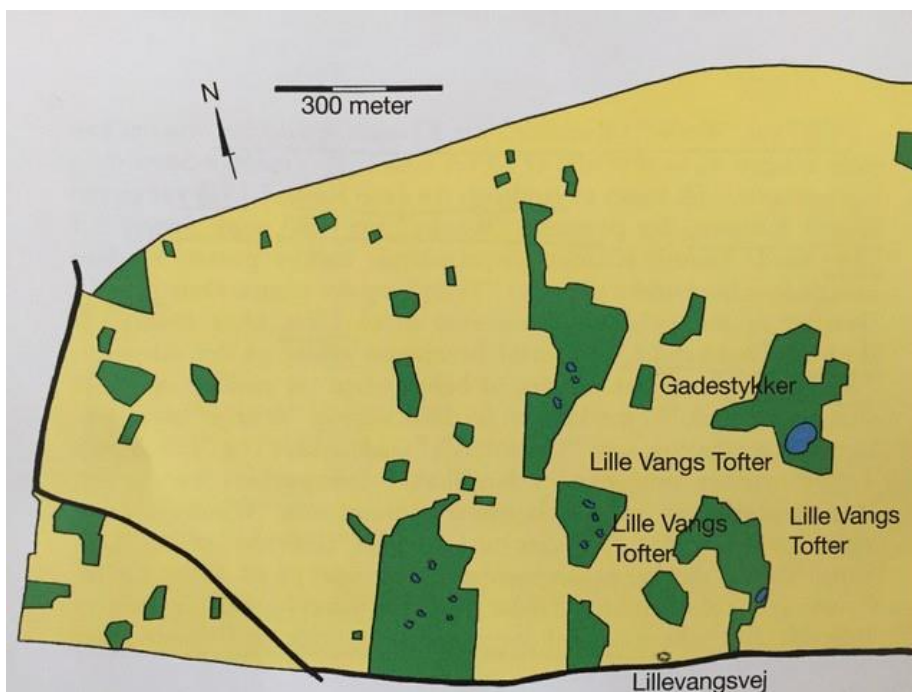 N
300 meter
Gadestykker
Lille Vangs Tofter
Lille Vangs
Tofter
Lille Vangs
Tofter
Lillevangsvej